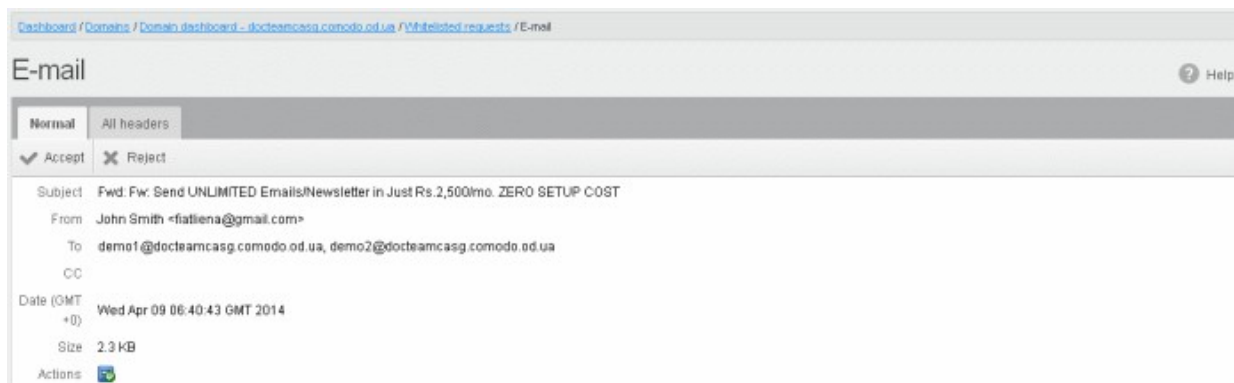 Dashboard / Domains / Domain dashboard - docteamcasg.comodo.od.ua / Whitelisted requests / E-mail
E-mail
Help
Normal All headers
Accept Reject
Subject Fwd: Fw: Send UNLIMITED Emails/Newsletter in Just Rs.2,500/mo. ZERO SETUP COST
From John Smith <fiatliena@gmail.com>
To demo1@docteamcasg.comodo.od.ua, demo2@docteamcasg.comodo.od.ua
CC
Date (GMT
+0) Wed Apr 09 06:40:43 GMT 2014
Size 2.3 KB
Actions